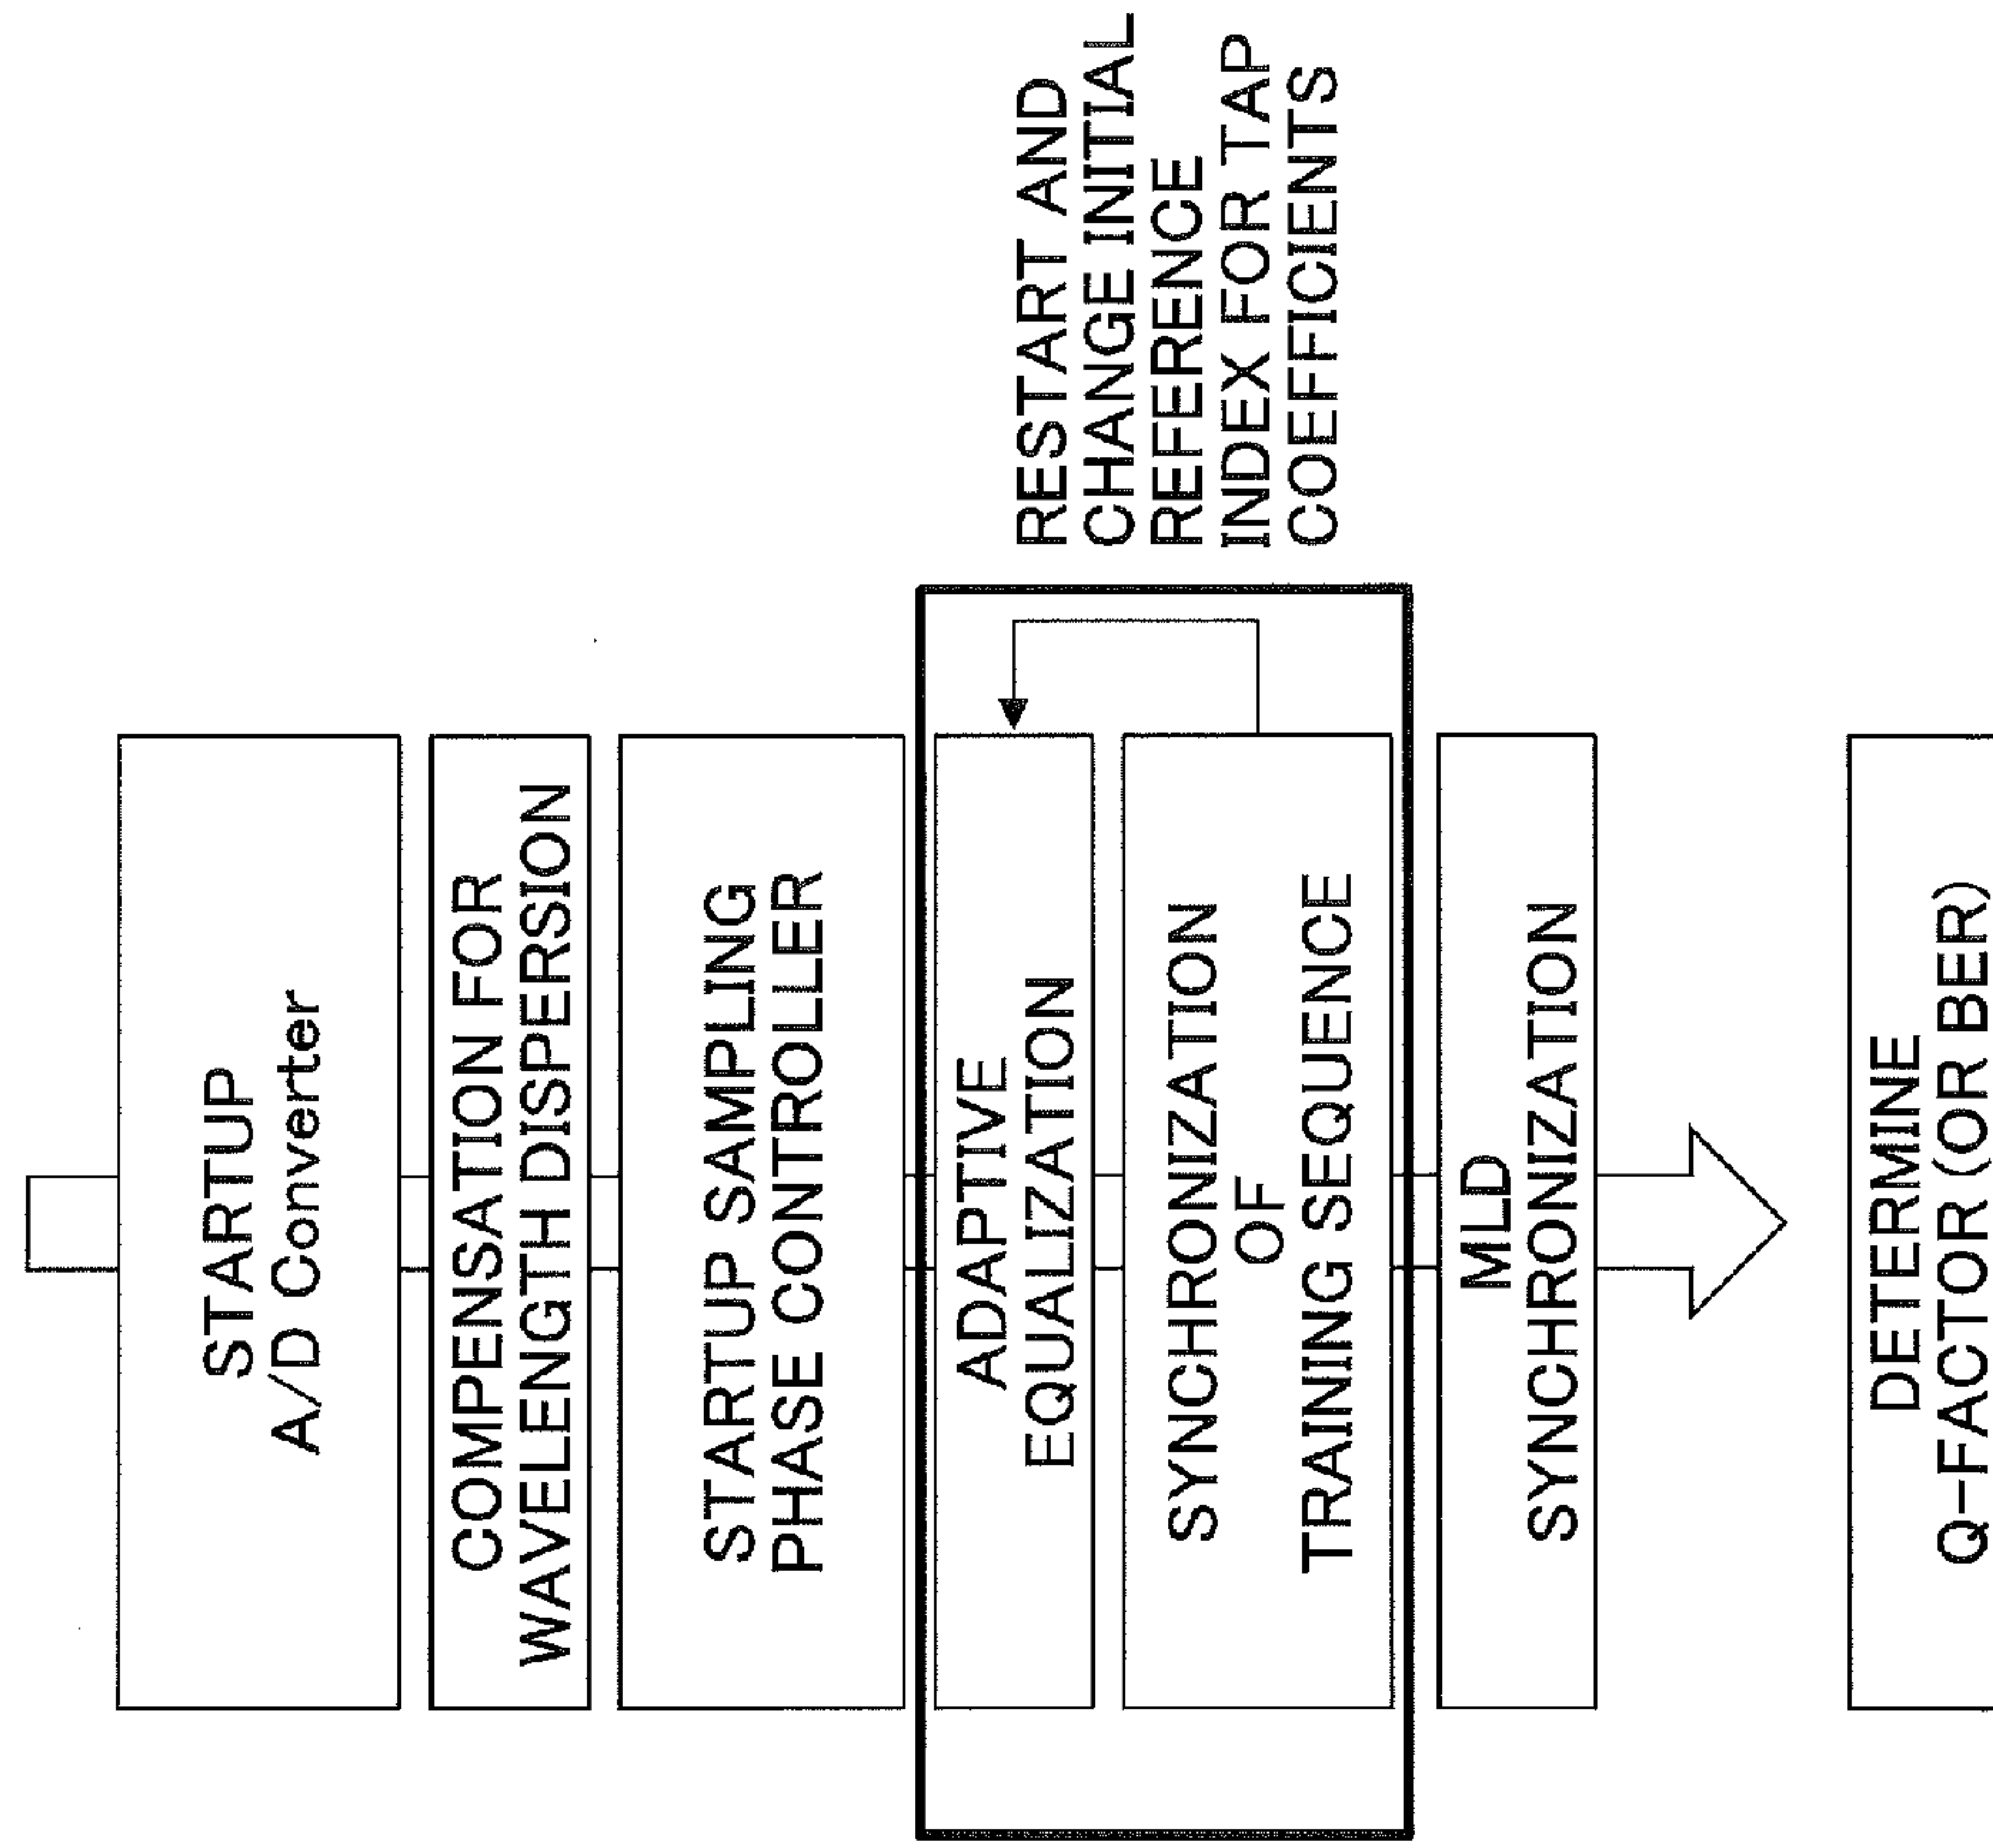 STARTUP
A/D Converter
COMPENSATION FOR
WAVELENGTH DISPERSION
STARTUP SAMPLING
PHASE CONTROLLER
ADAPTIVE
EQUALIZATION
SYNCHRONIZATION
OF
TRAINING SEQUENCE
RESTART AND
CHANGE INITIAL
REFERENCE
INDEX FOR TAP
COEFFICIENTS
MLD
SYNCHRONIZATION
DETERMINE
Q-FACTOR (OR BER)